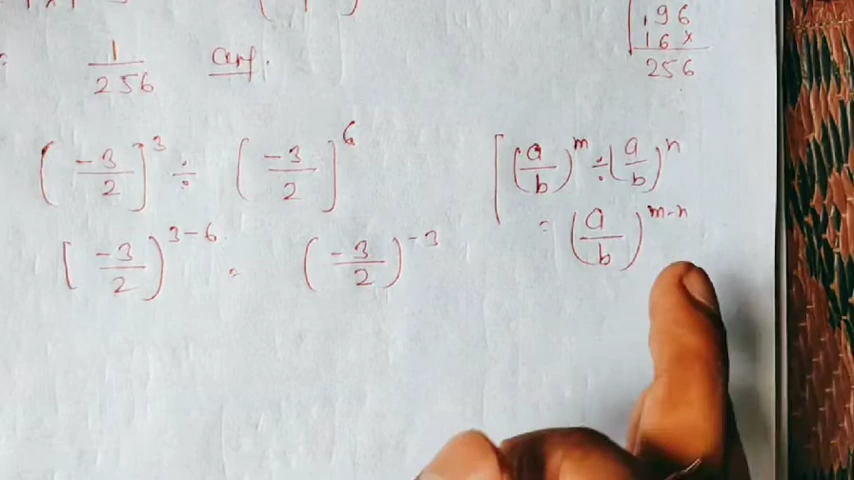 196
16×
256
= 1/256 Ans.
(-3/2)^3 ÷ (-3/2)^6
[(a/b)^m ÷ (a/b)^n
= (a/b)^m-n
[-3/2)^3-6 = (-3/2)^-3